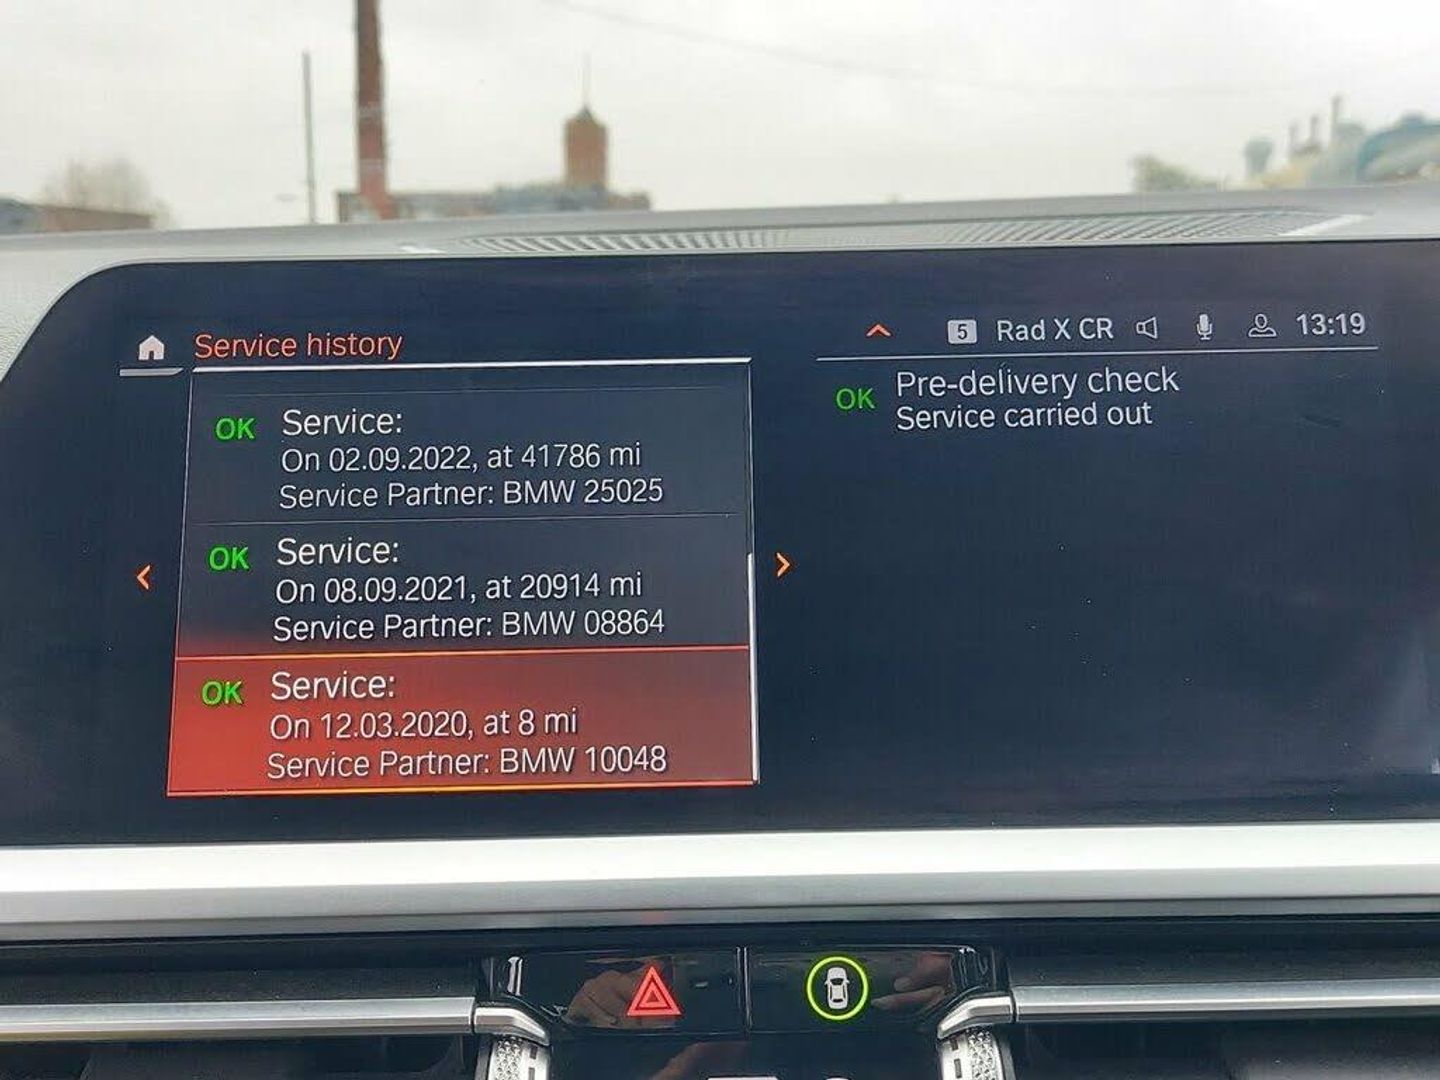 Service history
5 Rad X CR 13:19
OK Service:
On 02.09.2022, at 41786 mi
Service Partner: BMW 25025
OK Service:
On 08.09.2021, at 20914 mi
Service Partner: BMW 08864
OK Service:
On 12.03.2020, at 8 mi
Service Partner: BMW 10048
OK Pre-delivery check
Service carried out